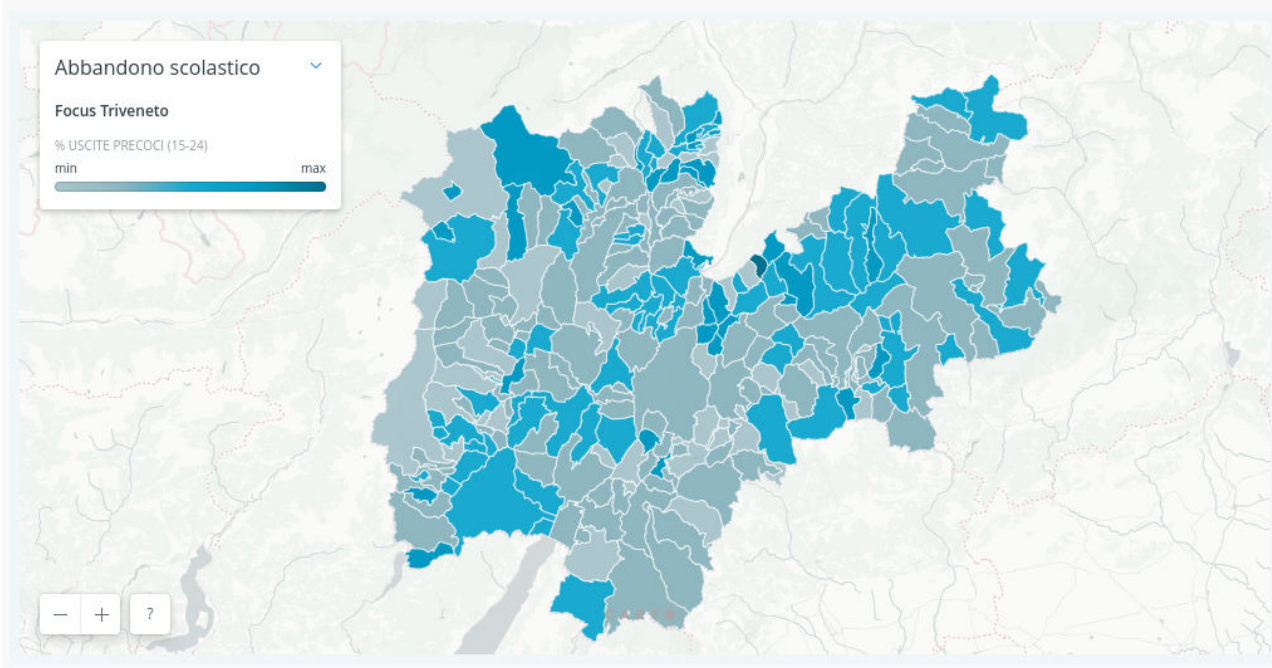 Abbandono scolastico
Focus Triveneto
% USCITE PRECOCI (15-24)
min max
− + ?